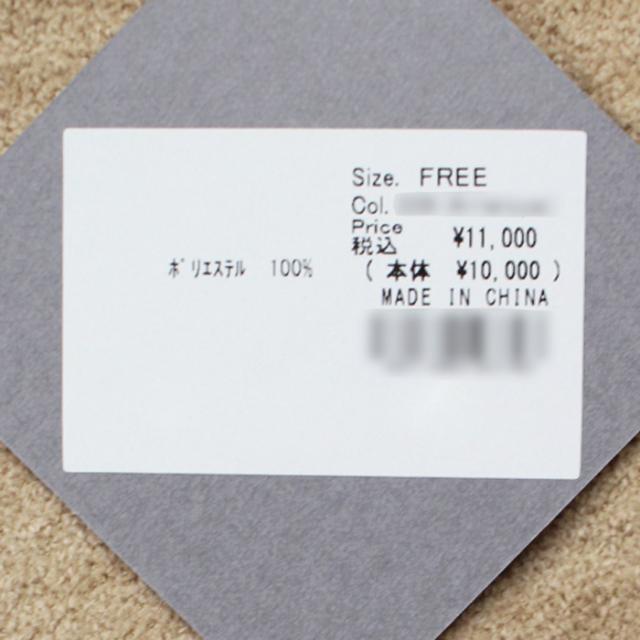 Size. FREE
Col.
Price
税込 ¥11,000
ﾎﾟﾘｴｽﾃﾙ 100%
( 本体 ¥10,000 )
MADE IN CHINA